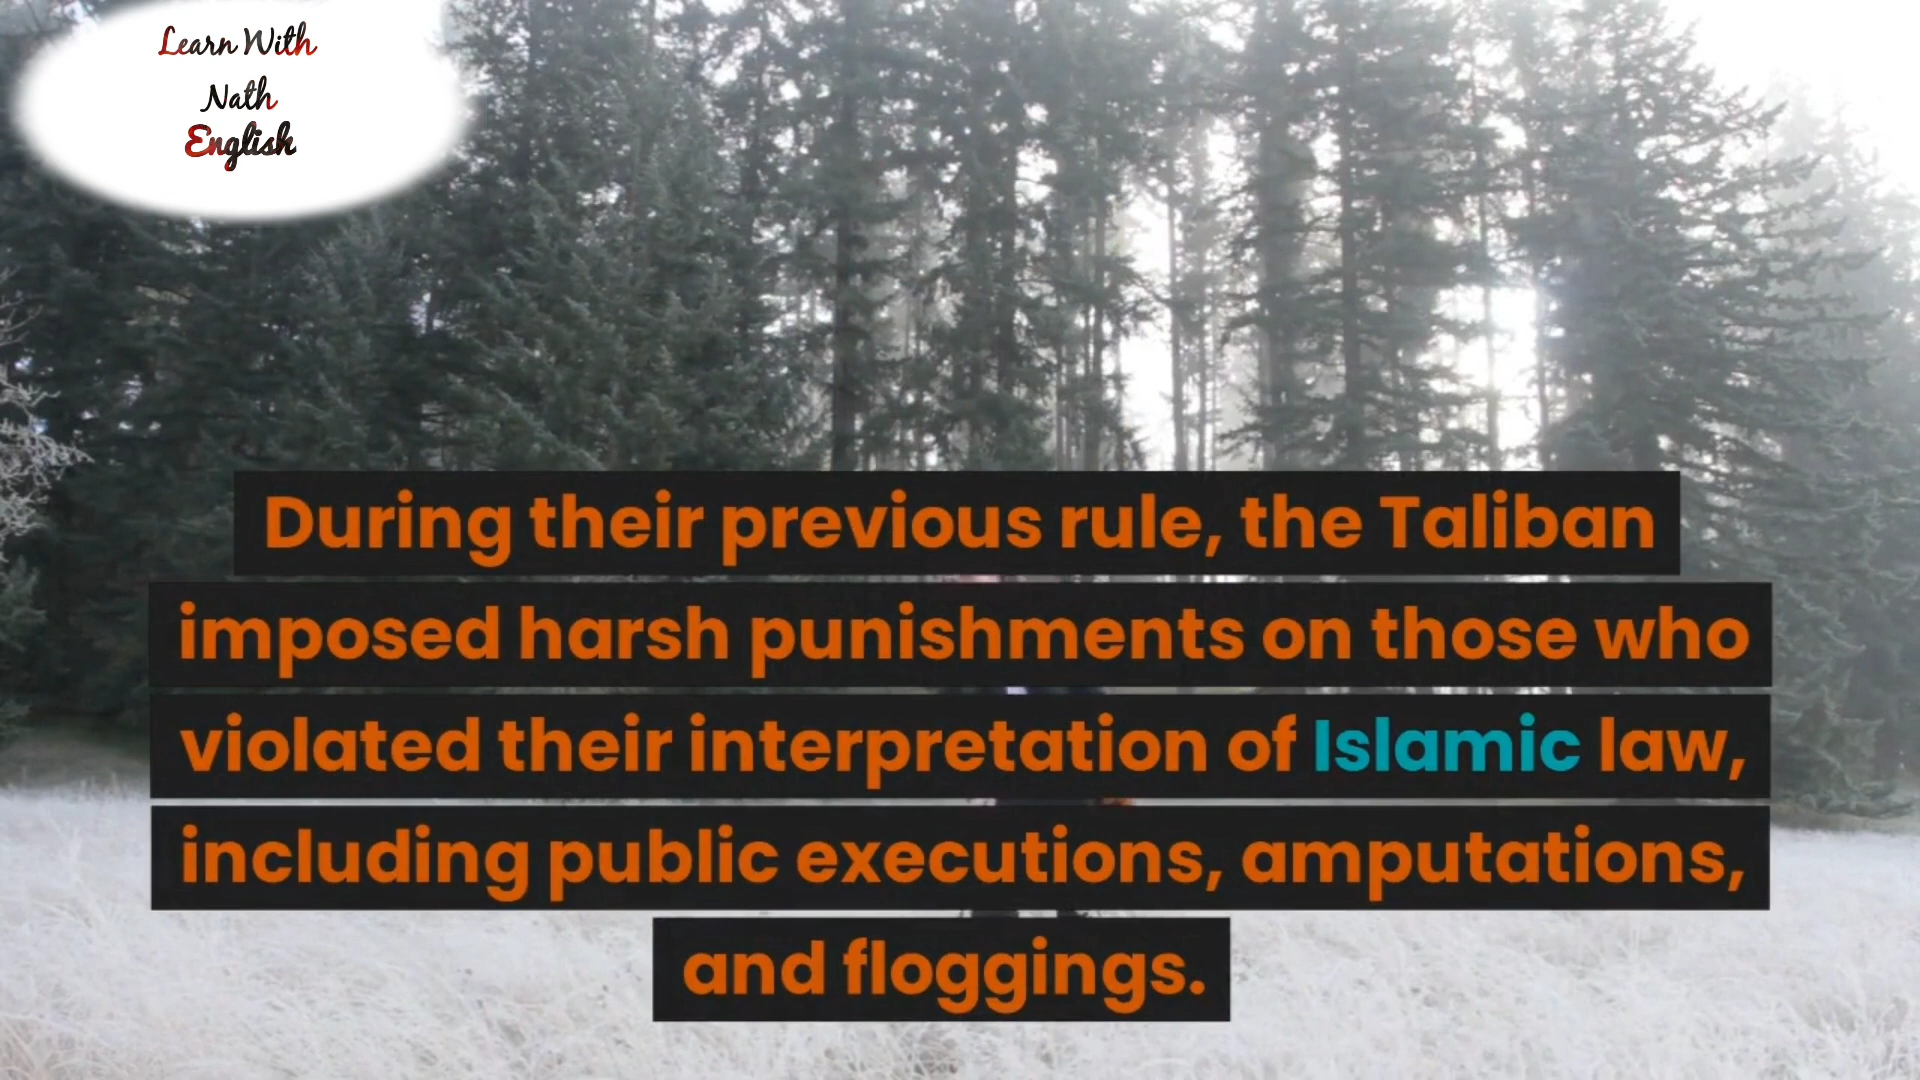 Learn With
Nath
English
During their previous rule, the Taliban
imposed harsh punishments on those who
violated their interpretation of Islamic law,
including public executions, amputations,
and floggings.